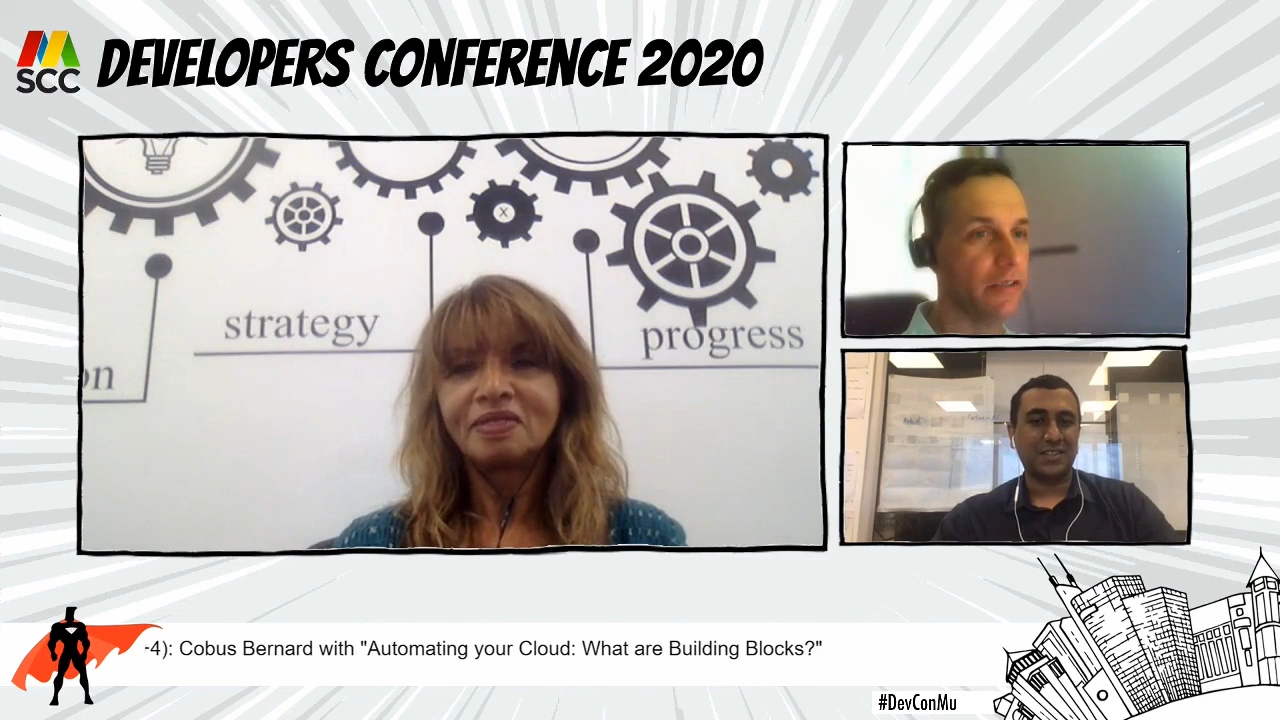 SCC
DEVELOPERS CONFERENCE 2020
strategy
progress
on
X
-4): Cobus Bernard with "Automating your Cloud: What are Building Blocks?"
#DevConMu